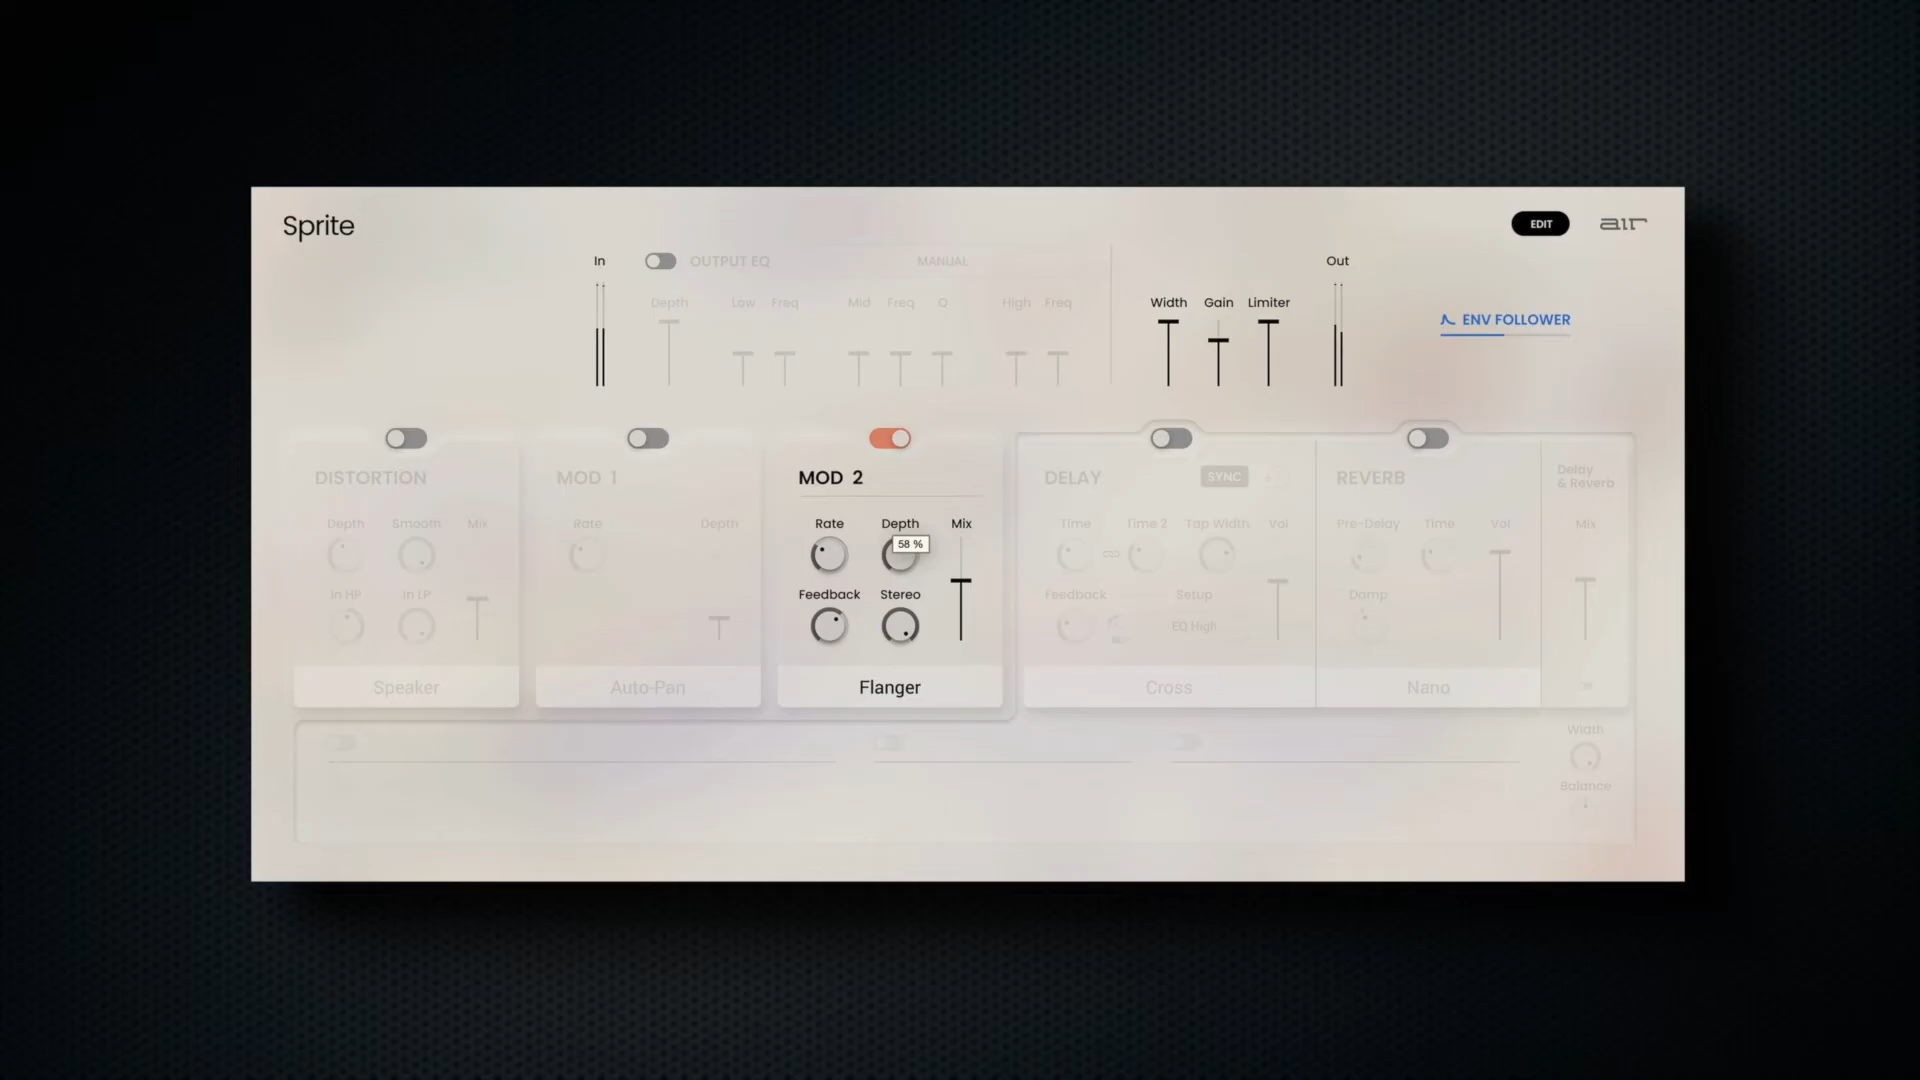 Sprite
EDIT
air
In
OUTPUT EQ
MANUAL
Out
Depth
Low
Freq
Mid
Freq
Q
High
Freq
Width
Gain
Limiter
ENV FOLLOWER
DISTORTION
MOD 1
MOD 2
DELAY
SYNC
REVERB
Delay
& Reverb
Depth
Smooth
Mix
Rate
Depth
Rate
Depth
Mix
Time
Time 2
Tap Width
Vol
Pre-Delay
Time
Vol
Mix
58 %
In HP
In LP
Feedback
Stereo
Feedback
Setup
Damp
EQ High
Speaker
Auto-Pan
Flanger
Cross
Nano
Width
Balance